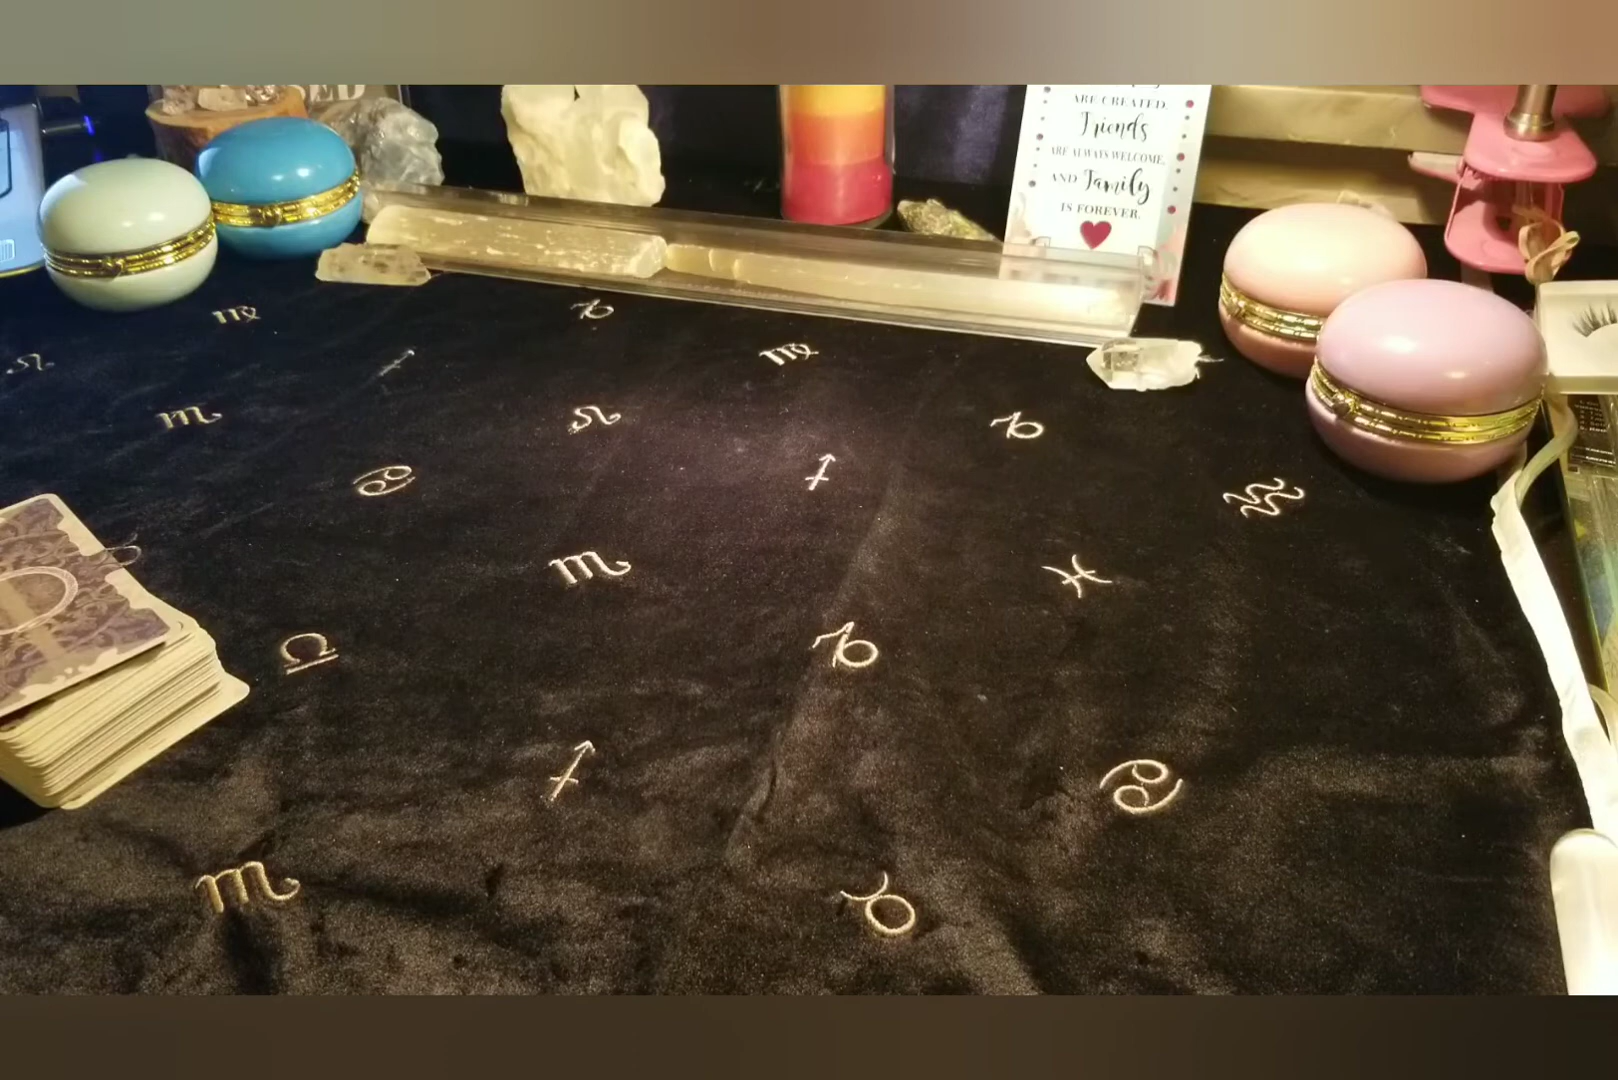 ARE CREATED.
Friends
ARE ALWAYS WELCOME,
AND Family
IS FOREVER.